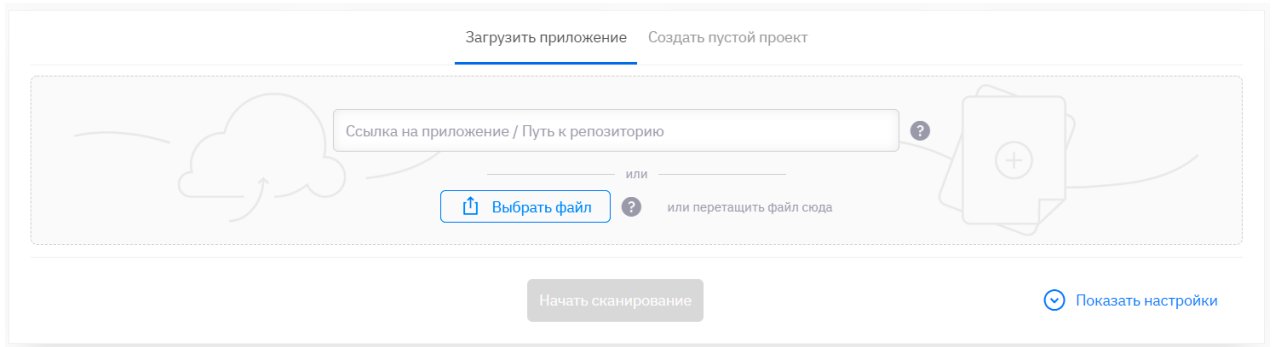 Загрузить приложение Создать пустой проект
Ссылка на приложение / Путь к репозиторию ?
или
Выбрать файл ? или перетащить файл сюда
Начать сканирование Показать настройки